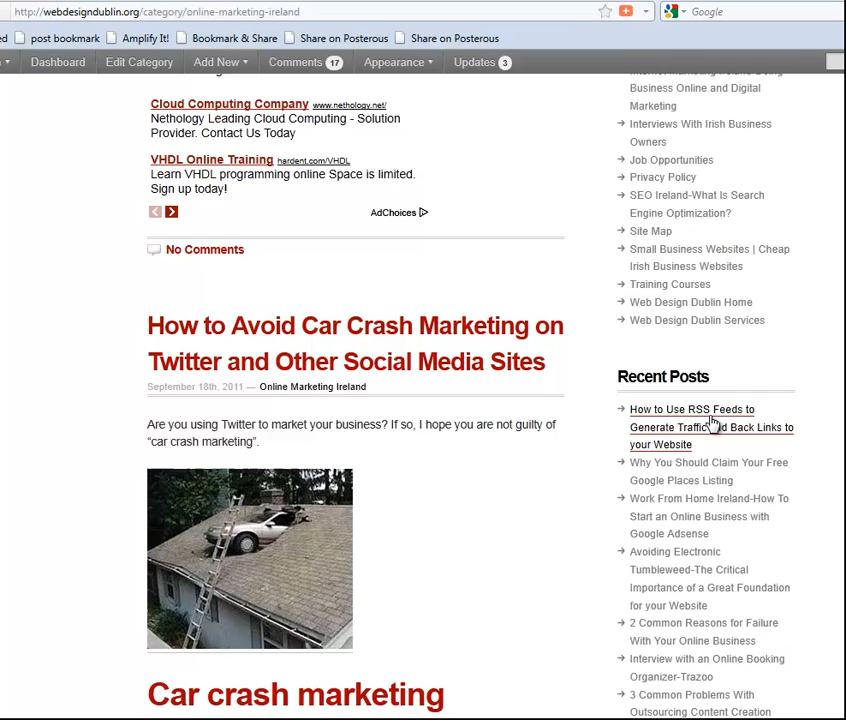 http://webdesigndublin.org/category/online-marketing-ireland
Google
post bookmark
Amplify It!
Bookmark & Share
Share on Posterous
Share on Posterous
Dashboard
Edit Category
Add New
Comments 17
Appearance
Updates 3
Cloud Computing Company www.nethology.net/
Nethology Leading Cloud Computing - Solution
Provider. Contact Us Today
VHDL Online Training hardent.com/VHDL
Learn VHDL programming online Space is limited.
Sign up today!
AdChoices
No Comments
How to Avoid Car Crash Marketing on
Twitter and Other Social Media Sites
September 18th, 2011 — Online Marketing Ireland
Are you using Twitter to market your business? If so, I hope you are not guilty of
“car crash marketing”.
Car crash marketing
Business Online and Digital
Marketing
Interviews With Irish Business
Owners
Job Opportunities
Privacy Policy
SEO Ireland-What Is Search
Engine Optimization?
Site Map
Small Business Websites | Cheap
Irish Business Websites
Training Courses
Web Design Dublin Home
Web Design Dublin Services
Recent Posts
How to Use RSS Feeds to
Generate Traffic Back Links to
your Website
Why You Should Claim Your Free
Google Places Listing
Work From Home Ireland-How To
Start an Online Business with
Google Adsense
Avoiding Electronic
Tumbleweed-The Critical
Importance of a Great Foundation
for your Website
2 Common Reasons for Failure
With Your Online Business
Interview with an Online Booking
Organizer-Trazoo
3 Common Problems With
Outsourcing Content Creation